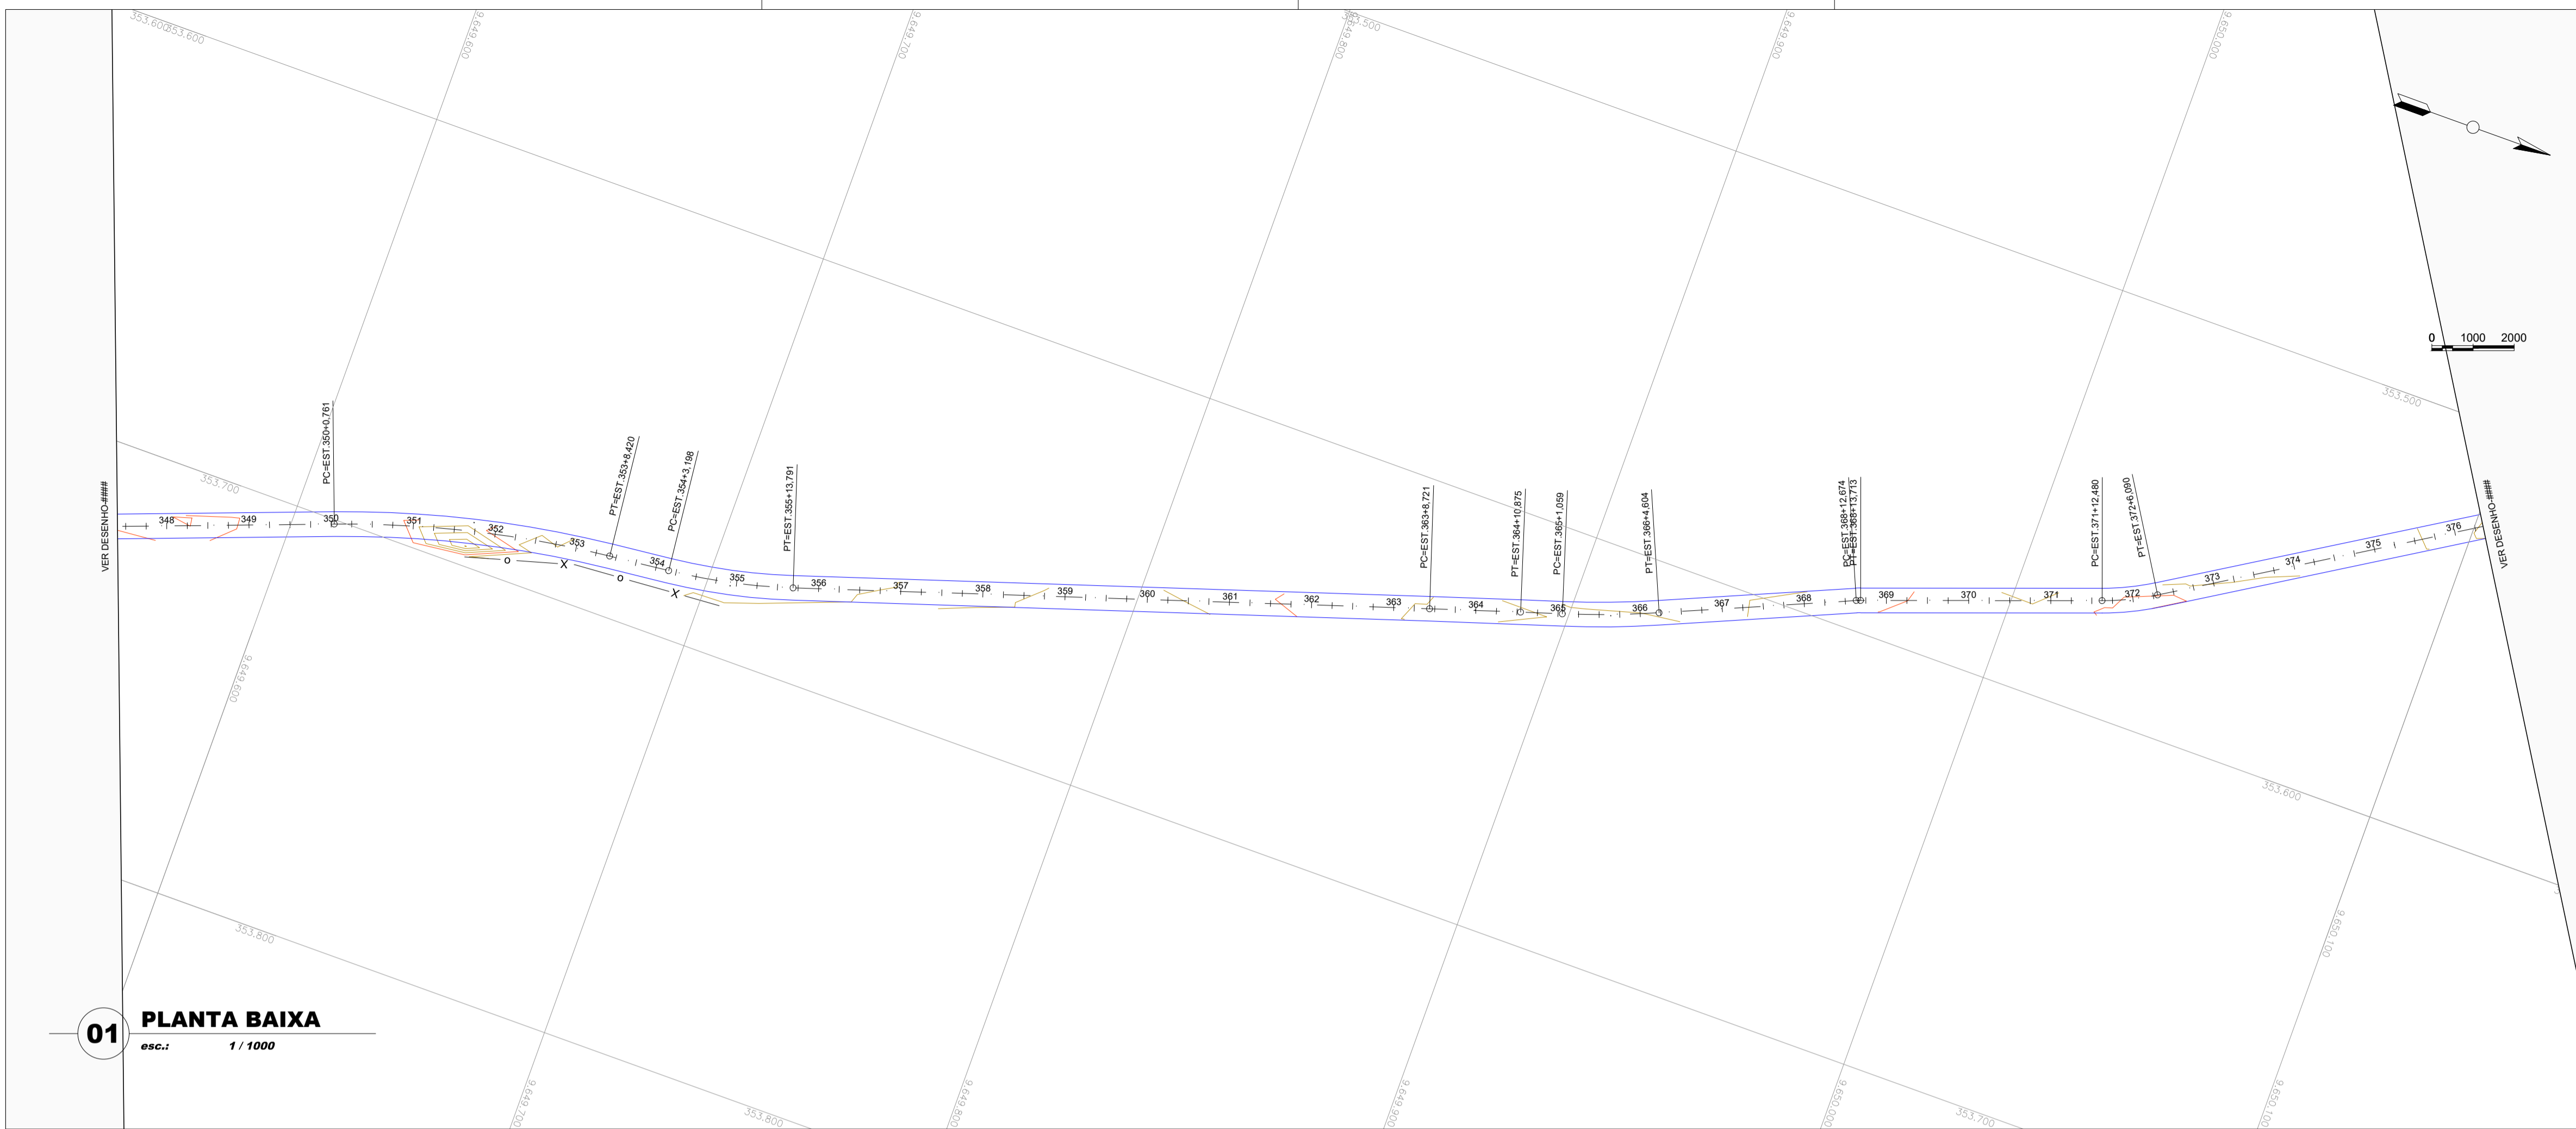 353.600
353.600
9.649.600
9.649.700
9.649.800
353.500
9.649.900
9.650.000
0 1000 2000
353.500
353.700
VER DESENHO-####
PC=EST.350+0,761
PT=EST.353+8,420
PC=EST.354+3,198
PT=EST.355+13,791
PC=EST.363+8,721
PT=EST.364+10,875
PC=EST.365+1,059
PT=EST.366+4,604
PC=EST.368+12,674
PT=EST.368+13,713
PC=EST.371+12,480
PT=EST.372+6,090
VER DESENHO-####
348 349 350 351 352 353 354 355 356 357 358 359 360 361 362 363 364 365 366 367 368 369 370 371 372 373 374 375 376
o X o X
9.649.600
353.600
353.800
9.650.100
01
PLANTA BAIXA
esc.: 1 / 1000
9.649.700
353.800
9.649.800
9.649.900
9.650.000
353.700
9.650.100